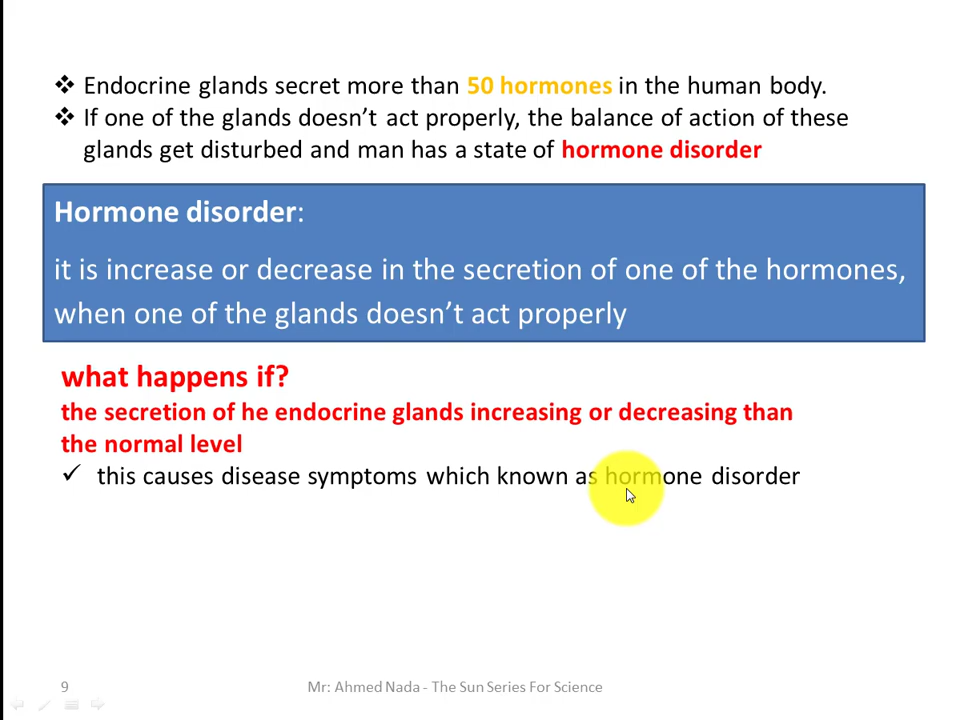 ❖ Endocrine glands secret more than 50 hormones in the human body.
❖ If one of the glands doesn't act properly, the balance of action of these
glands get disturbed and man has a state of hormone disorder
Hormone disorder:
it is increase or decrease in the secretion of one of the hormones,
when one of the glands doesn't act properly
what happens if?
the secretion of he endocrine glands increasing or decreasing than
the normal level
✓ this causes disease symptoms which known as hormone disorder
9
Mr: Ahmed Nada - The Sun Series For Science